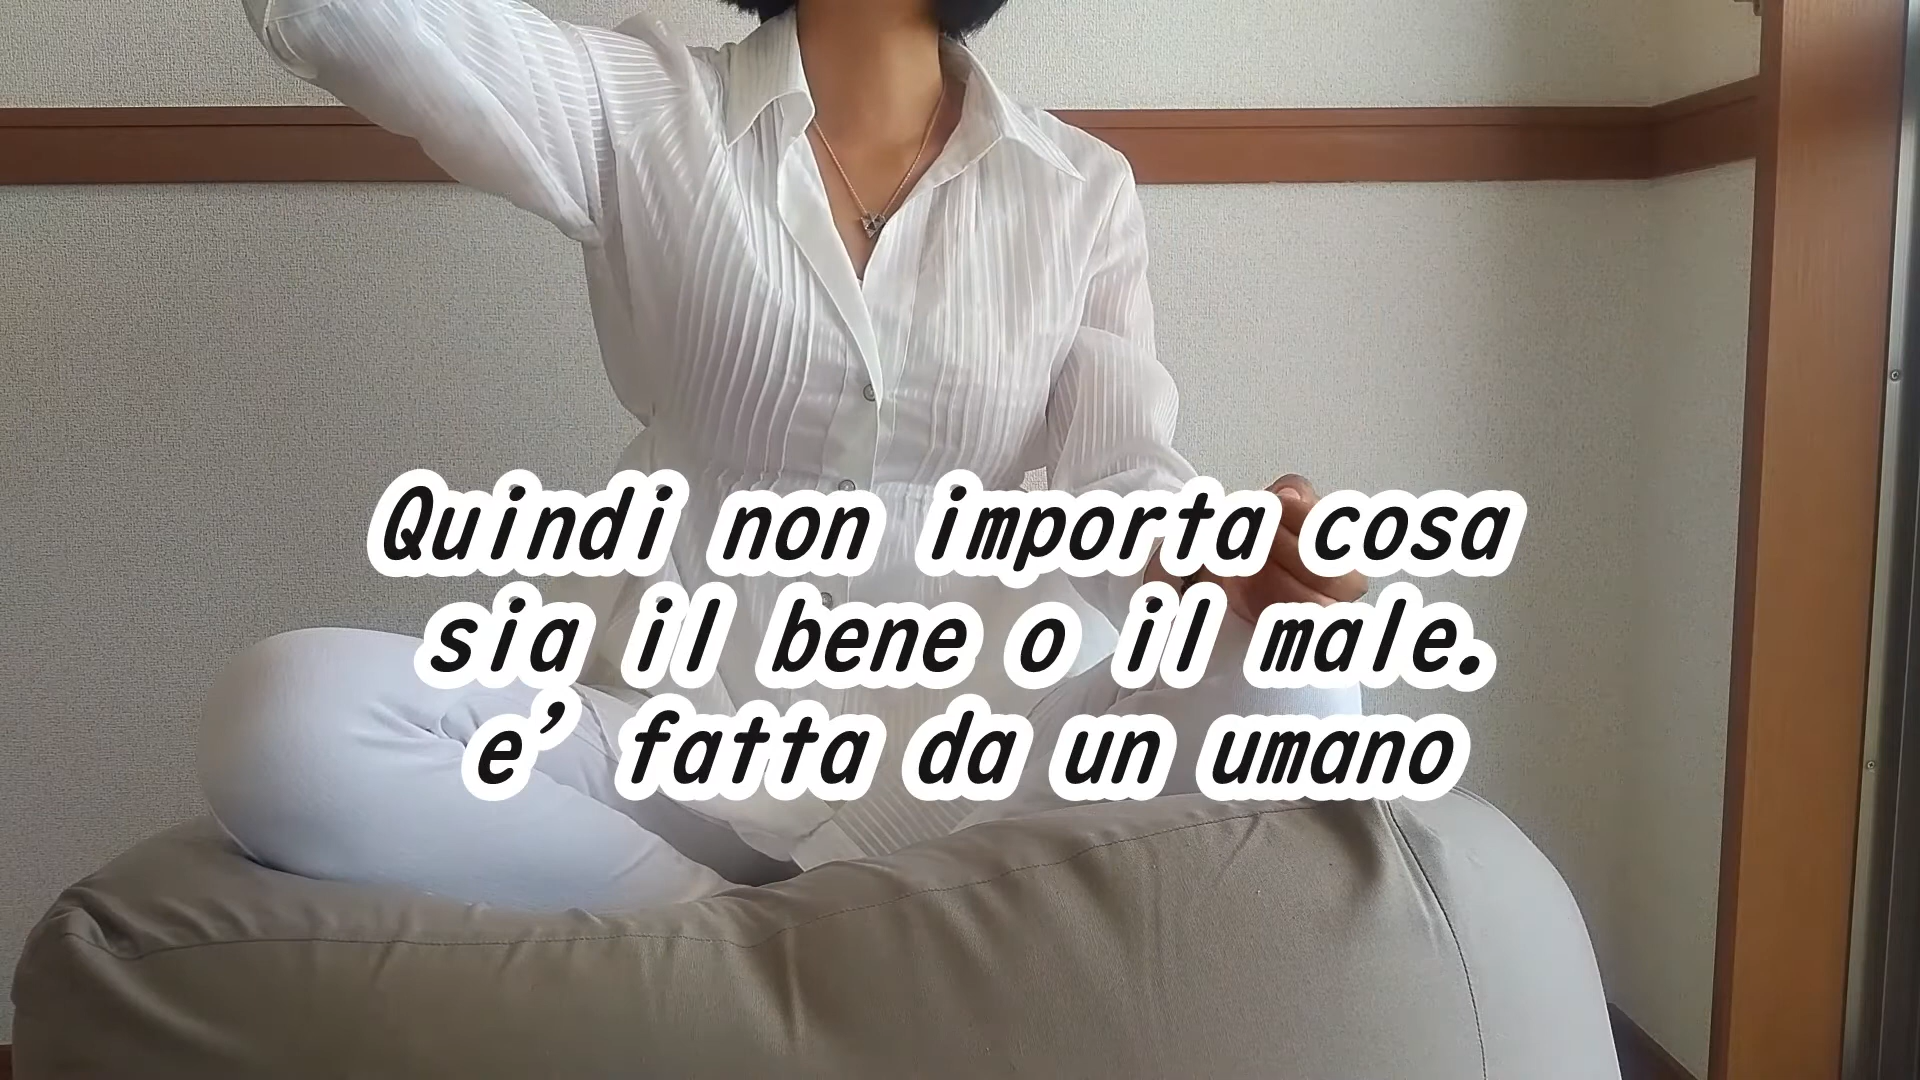 Quindi non importa cosa
sia il bene o il male.
e' fatta da un umano